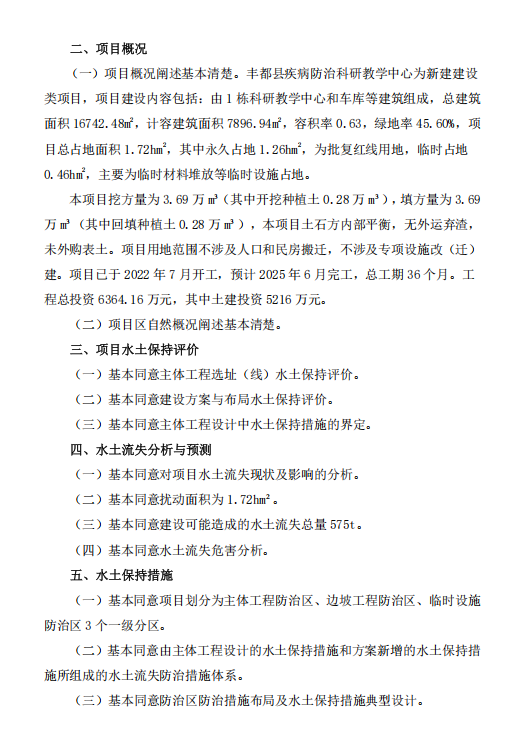 二、项目概况
（一）项目概况阐述基本清楚。丰都县疾病防治科研教学中心为新建建设
类项目，项目建设内容包括：由 1 栋科研教学中心和车库等建筑组成，总建筑
面积 16742.48㎡，计容建筑面积 7896.94㎡，容积率 0.63，绿地率 45.60%，项
目总占地面积 1.72h㎡，其中永久占地 1.26h㎡，为批复红线用地，临时占地
0.46h㎡，主要为临时材料堆放等临时设施占地。
本项目挖方量为 3.69 万 m³（其中开挖种植土 0.28 万 m³），填方量为 3.69
万 m³（其中回填种植土 0.28 万 m³），本项目土石方内部平衡，无外运弃渣，
未外购表土。项目用地范围不涉及人口和民房搬迁，不涉及专项设施改（迁）
建。项目已于 2022 年 7 月开工，预计 2025 年 6 月完工，总工期 36 个月。工
程总投资 6364.16 万元，其中土建投资 5216 万元。
（二）项目区自然概况阐述基本清楚。
三、项目水土保持评价
（一）基本同意主体工程选址（线）水土保持评价。
（二）基本同意建设方案与布局水土保持评价。
（三）基本同意主体工程设计中水土保持措施的界定。
四、水土流失分析与预测
（一）基本同意对项目水土流失现状及影响的分析。
（二）基本同意扰动面积为 1.72hm²。
（三）基本同意建设可能造成的水土流失总量 575t。
（四）基本同意水土流失危害分析。
五、水土保持措施
（一）基本同意项目划分为主体工程防治区、边坡工程防治区、临时设施
防治区 3 个一级分区。
（二）基本同意由主体工程设计的水土保持措施和方案新增的水土保持措
施所组成的水土流失防治措施体系。
（三）基本同意防治区防治措施布局及水土保持措施典型设计。